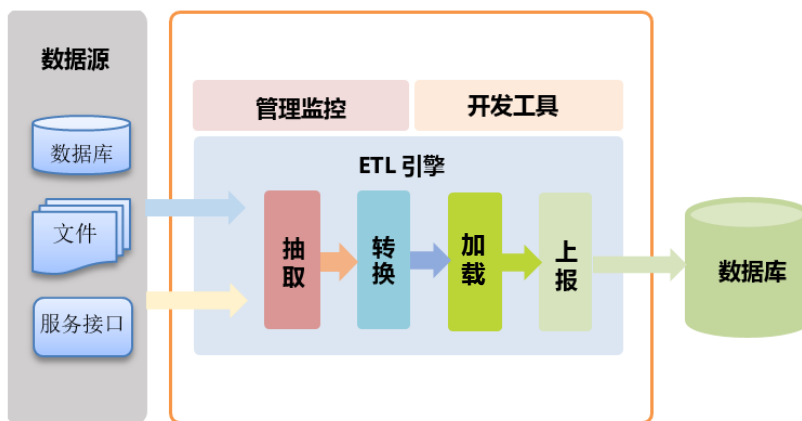 数据源
数据库
文件
服务接口
管理监控
开发工具
ETL 引擎
抽取
转换
加载
上报
数据库